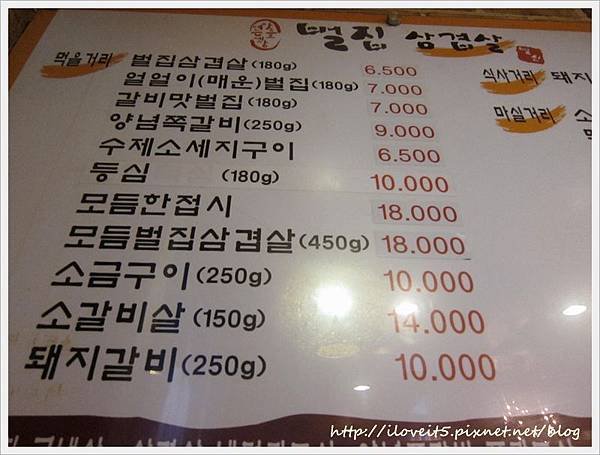 벌집 삼겹살
먹을거리 벌집삼겹살(180g) 6.500
얼얼이(매운)벌집(180g) 7.000
갈비맛벌집(180g) 7.000
양념쪽갈비(250g) 9.000
수제소세지구이 6.500
등심 (180g) 10.000
모듬한접시 18.000
모듬벌집삼겹살(450g) 18.000
소금구이(250g) 10.000
소갈비살(150g) 14.000
돼지갈비(250g) 10.000
식사거리 돼지
마실거리 소
http://iloveit5.pixnet.net/blog